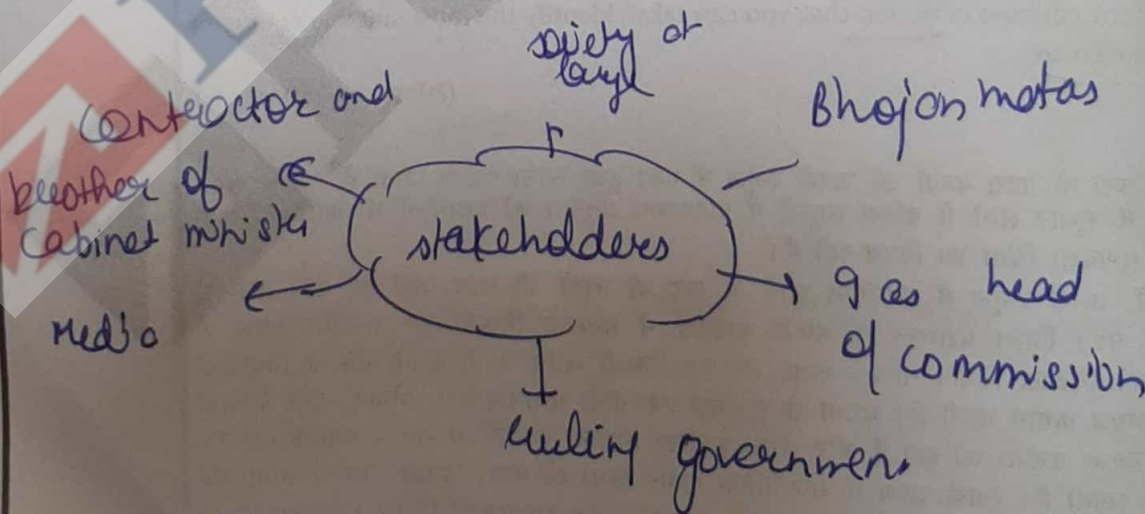 society at
large
Contractor and
brother of
Cabinet minister
Bhojan matas
stakeholders
Media
I as head
of commission
ruling government